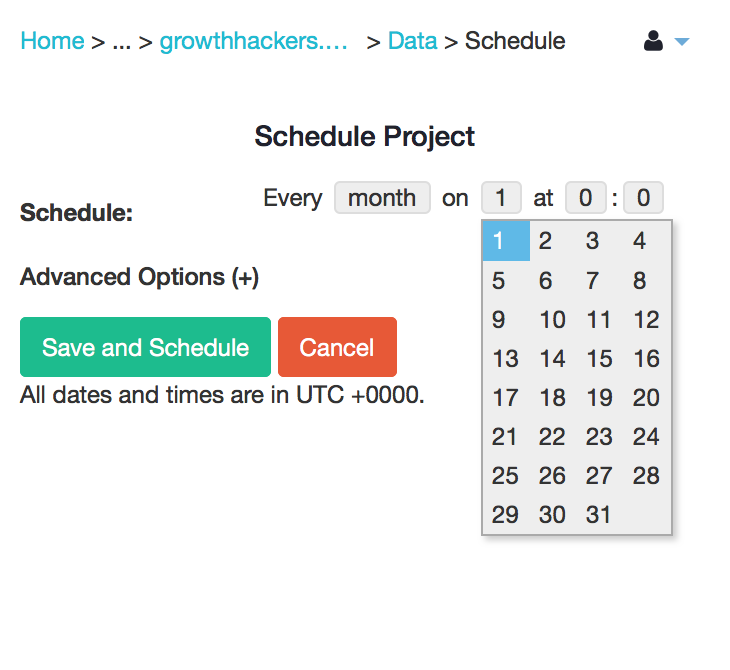 Home > ... > growthhackers.... > Data > Schedule
Schedule Project
Schedule:
Every month on 1 at 0 : 0
1 2 3 4
5 6 7 8
9 10 11 12
13 14 15 16
17 18 19 20
21 22 23 24
25 26 27 28
29 30 31
Advanced Options (+)
Save and Schedule Cancel
All dates and times are in UTC +0000.